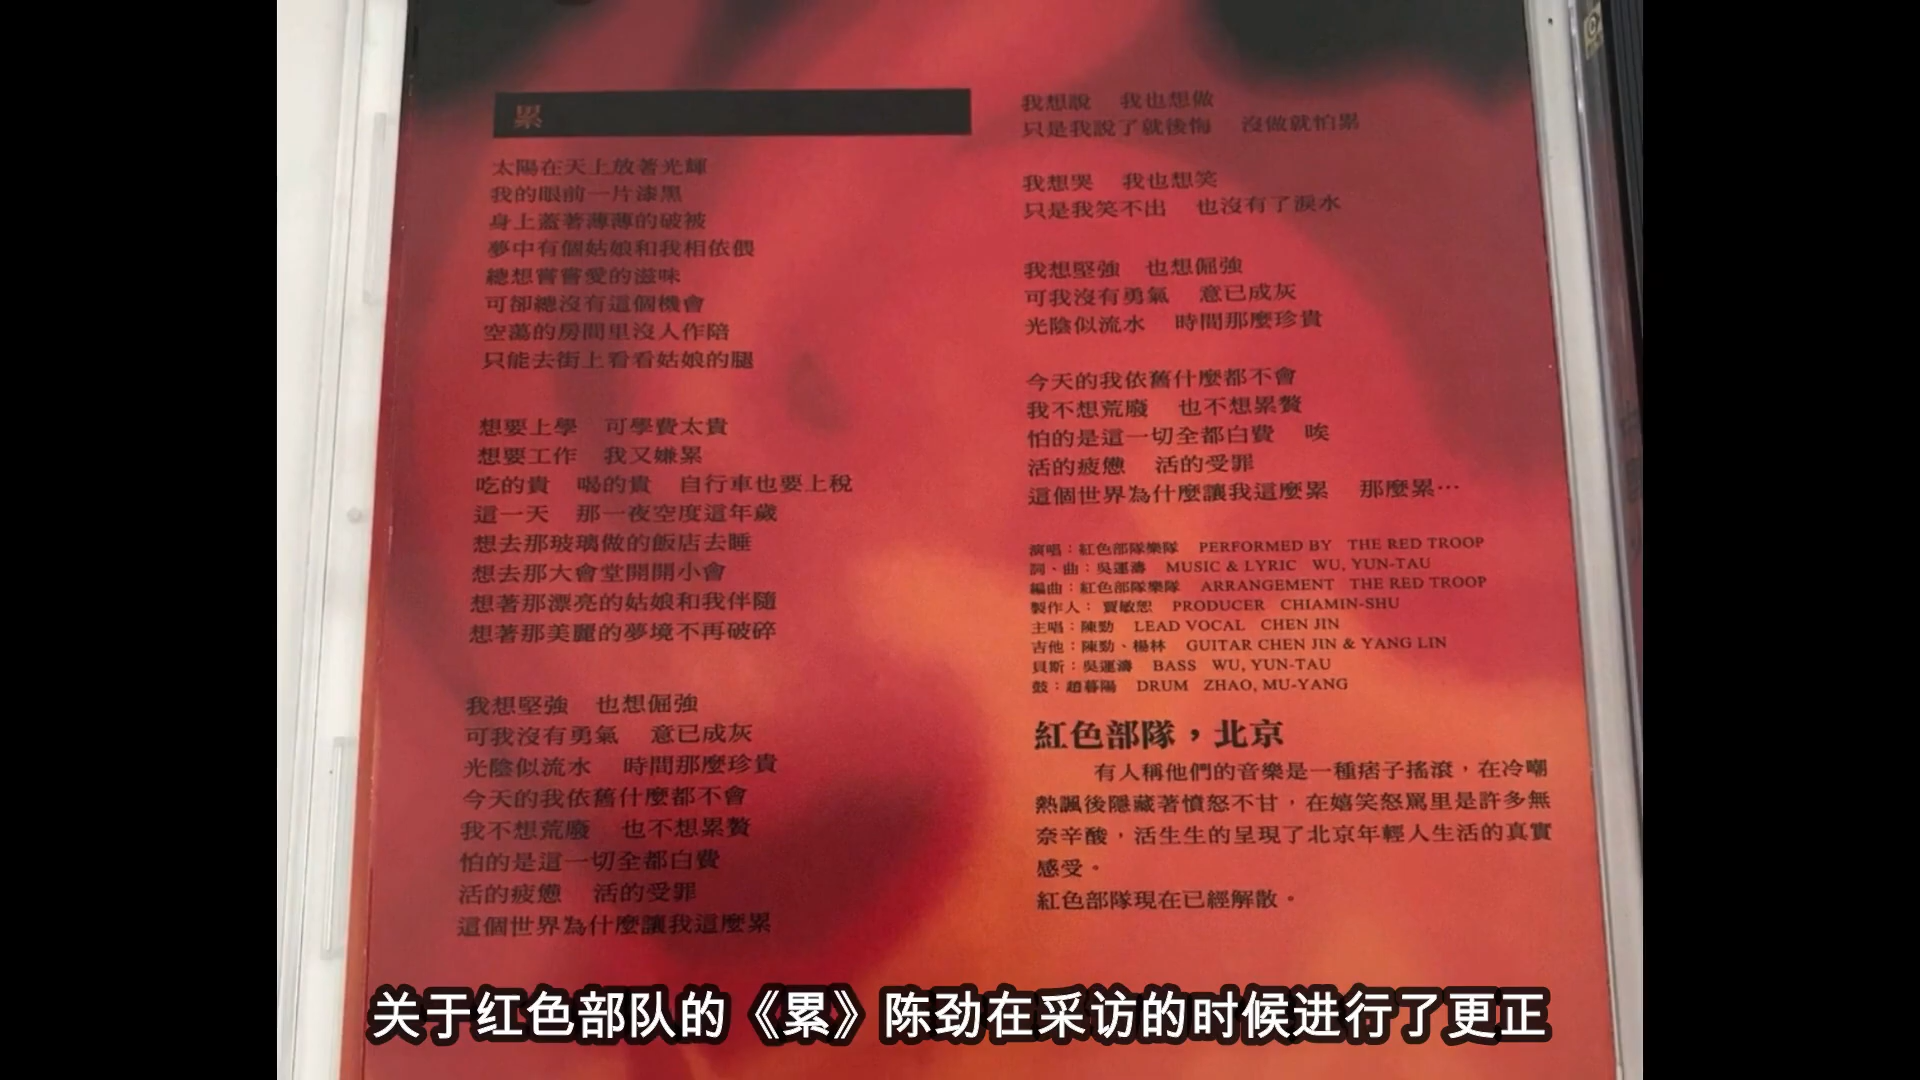 累
太陽在天上放著光輝
我的眼前一片漆黑
身上蓋著薄薄的破被
夢中有個姑娘和我相依偎
總想嘗嘗愛的滋味
可卻總沒有這個機會
空蕩的房間里沒人作陪
只能去街上看看姑娘的腿
想要上學　可學費太貴
想要工作　我又嫌累
吃的貴　喝的貴　自行車也要上稅
這一天　那一夜空度這年歲
想去那玻璃做的飯店去睡
想去那大會堂開開小會
想著那漂亮的姑娘和我伴隨
想著那美麗的夢境不再破碎
我想堅強　也想倔強
可我沒有勇氣　意已成灰
光陰似流水　時間那麼珍貴
今天的我依舊什麼都不會
我不想荒廢　也不想累贅
怕的是這一切全都白費
活的疲憊　活的受罪
這個世界為什麼讓我這麼累
我想說　我也想做
只是我說了就後悔　沒做就怕累
我想哭　我也想笑
只是我笑不出　也沒有了淚水
我想堅強　也想倔強
可我沒有勇氣　意已成灰
光陰似流水　時間那麼珍貴
今天的我依舊什麼都不會
我不想荒廢　也不想累贅
怕的是這一切全都白費　唉
活的疲憊　活的受罪
這個世界為什麼讓我這麼累　那麼累…
演唱：紅色部隊樂隊　PERFORMED BY THE RED TROOP
詞、曲：吳運濤　MUSIC & LYRIC WU, YUN-TAU
編曲：紅色部隊樂隊　ARRANGEMENT THE RED TROOP
製作人：賈敏恕　PRODUCER CHIAMIN-SHU
主唱：陳勁　LEAD VOCAL CHEN JIN
吉他：陳勁、楊林　GUITAR CHEN JIN & YANG LIN
貝斯：吳運濤　BASS WU, YUN-TAU
鼓：趙暮陽　DRUM ZHAO, MU-YANG
紅色部隊，北京
有人稱他們的音樂是一種痞子搖滾，在冷嘲
熱諷後隱藏著憤怒不甘，在嬉笑怒罵里是許多無
奈辛酸，活生生的呈現了北京年輕人生活的真實
感受。
紅色部隊現在已經解散。
关于红色部队的《累》陈劲在采访的时候进行了更正